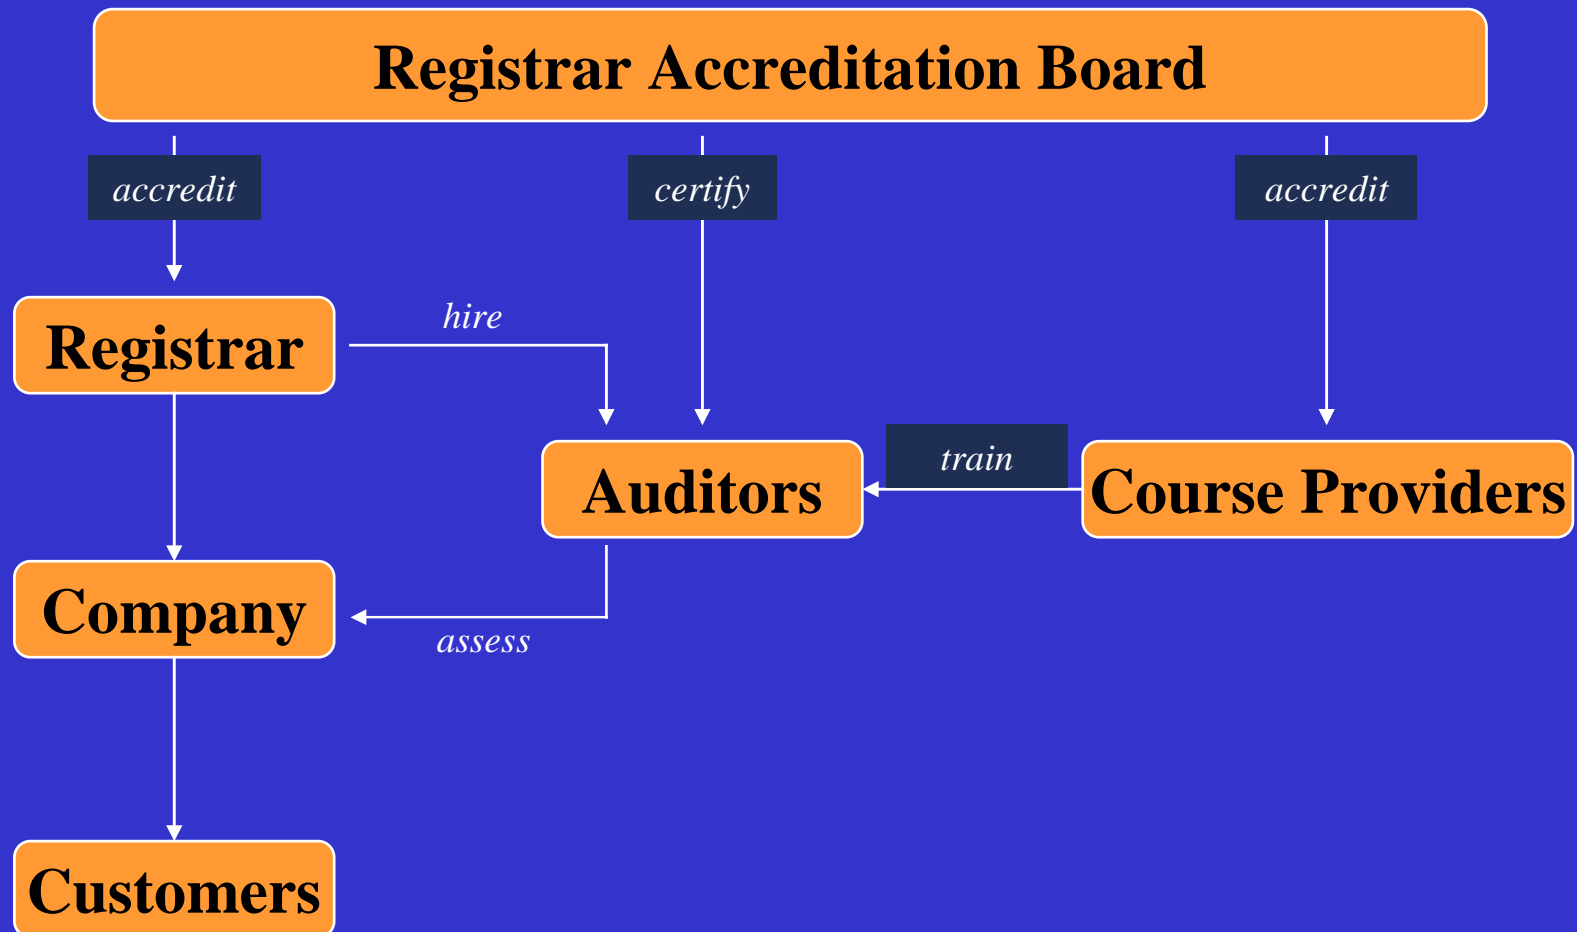 Registrar Accreditation Board
accredit
certify
accredit
Registrar
hire
Auditors
train
Course Providers
Company
assess
Customers